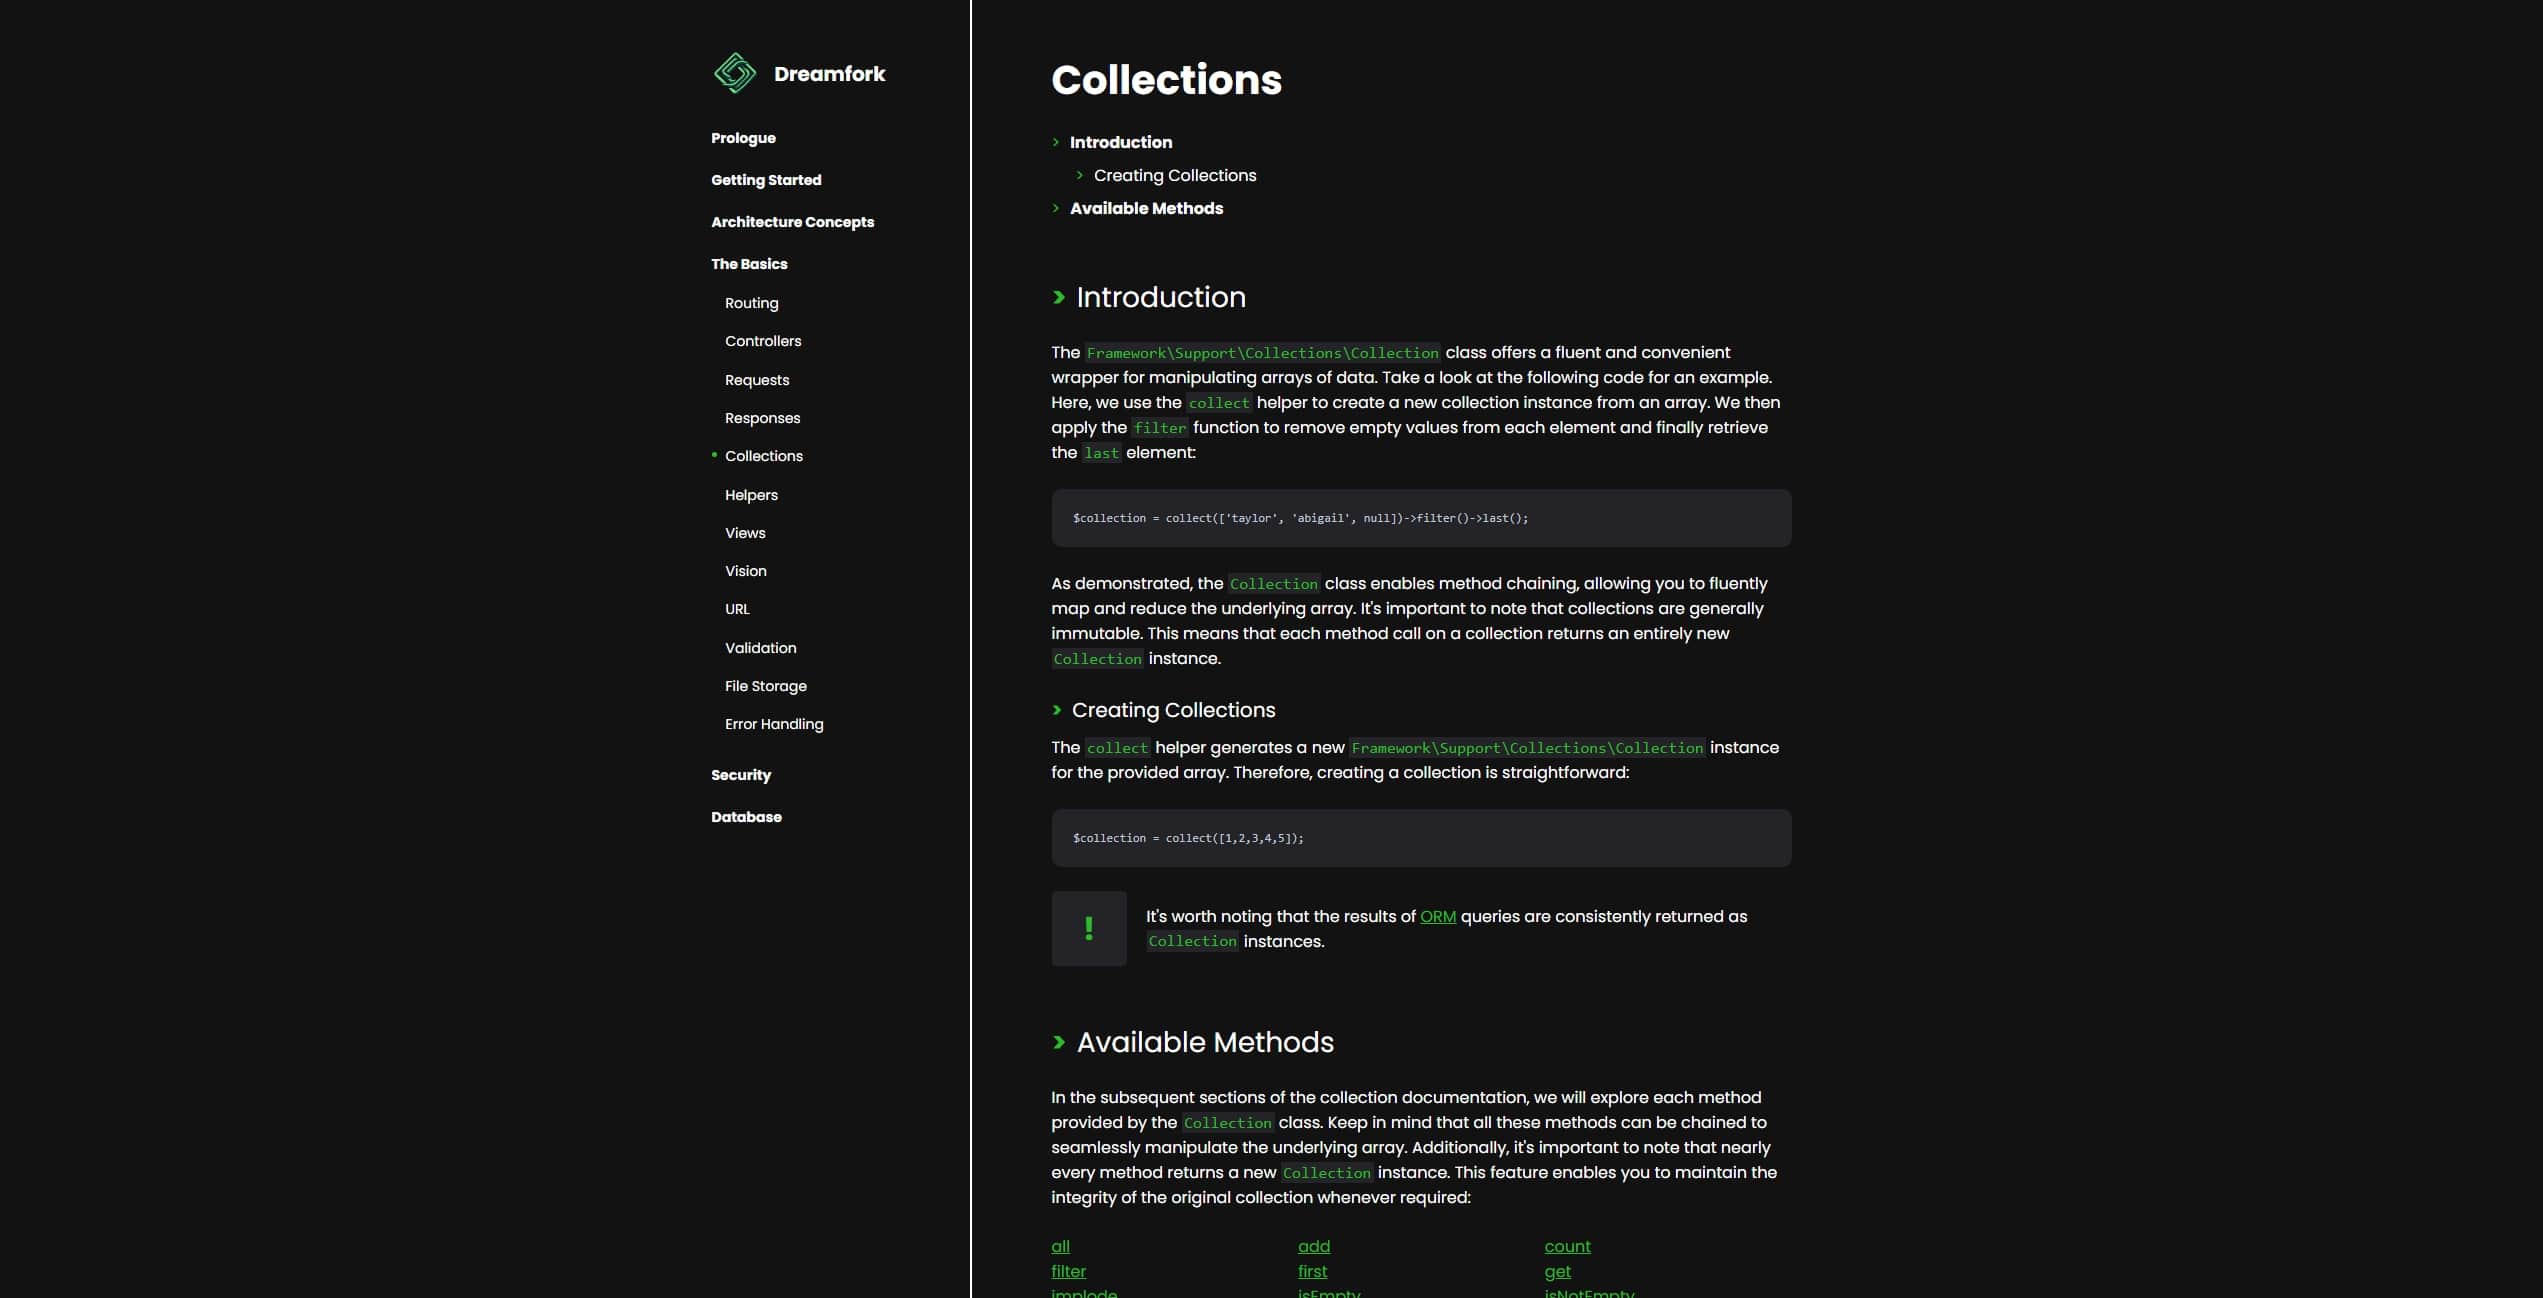 Dreamfork
Prologue
Getting Started
Architecture Concepts
The Basics
Routing
Controllers
Requests
Responses
Collections
Helpers
Views
Vision
URL
Validation
File Storage
Error Handling
Security
Database
Collections
Introduction
Creating Collections
Available Methods
Introduction
The Framework\Support\Collections\Collection class offers a fluent and convenient
wrapper for manipulating arrays of data. Take a look at the following code for an example.
Here, we use the collect helper to create a new collection instance from an array. We then
apply the filter function to remove empty values from each element and finally retrieve
the last element:
$collection = collect(['taylor', 'abigail', null])->filter()->last();
As demonstrated, the Collection class enables method chaining, allowing you to fluently
map and reduce the underlying array. It's important to note that collections are generally
immutable. This means that each method call on a collection returns an entirely new
Collection instance.
Creating Collections
The collect helper generates a new Framework\Support\Collections\Collection instance
for the provided array. Therefore, creating a collection is straightforward:
$collection = collect([1,2,3,4,5]);
!
It's worth noting that the results of ORM queries are consistently returned as
Collection instances.
Available Methods
In the subsequent sections of the collection documentation, we will explore each method
provided by the Collection class. Keep in mind that all these methods can be chained to
seamlessly manipulate the underlying array. Additionally, it's important to note that nearly
every method returns a new Collection instance. This feature enables you to maintain the
integrity of the original collection whenever required:
all add count
filter first get
implode isEmpty isNotEmpty